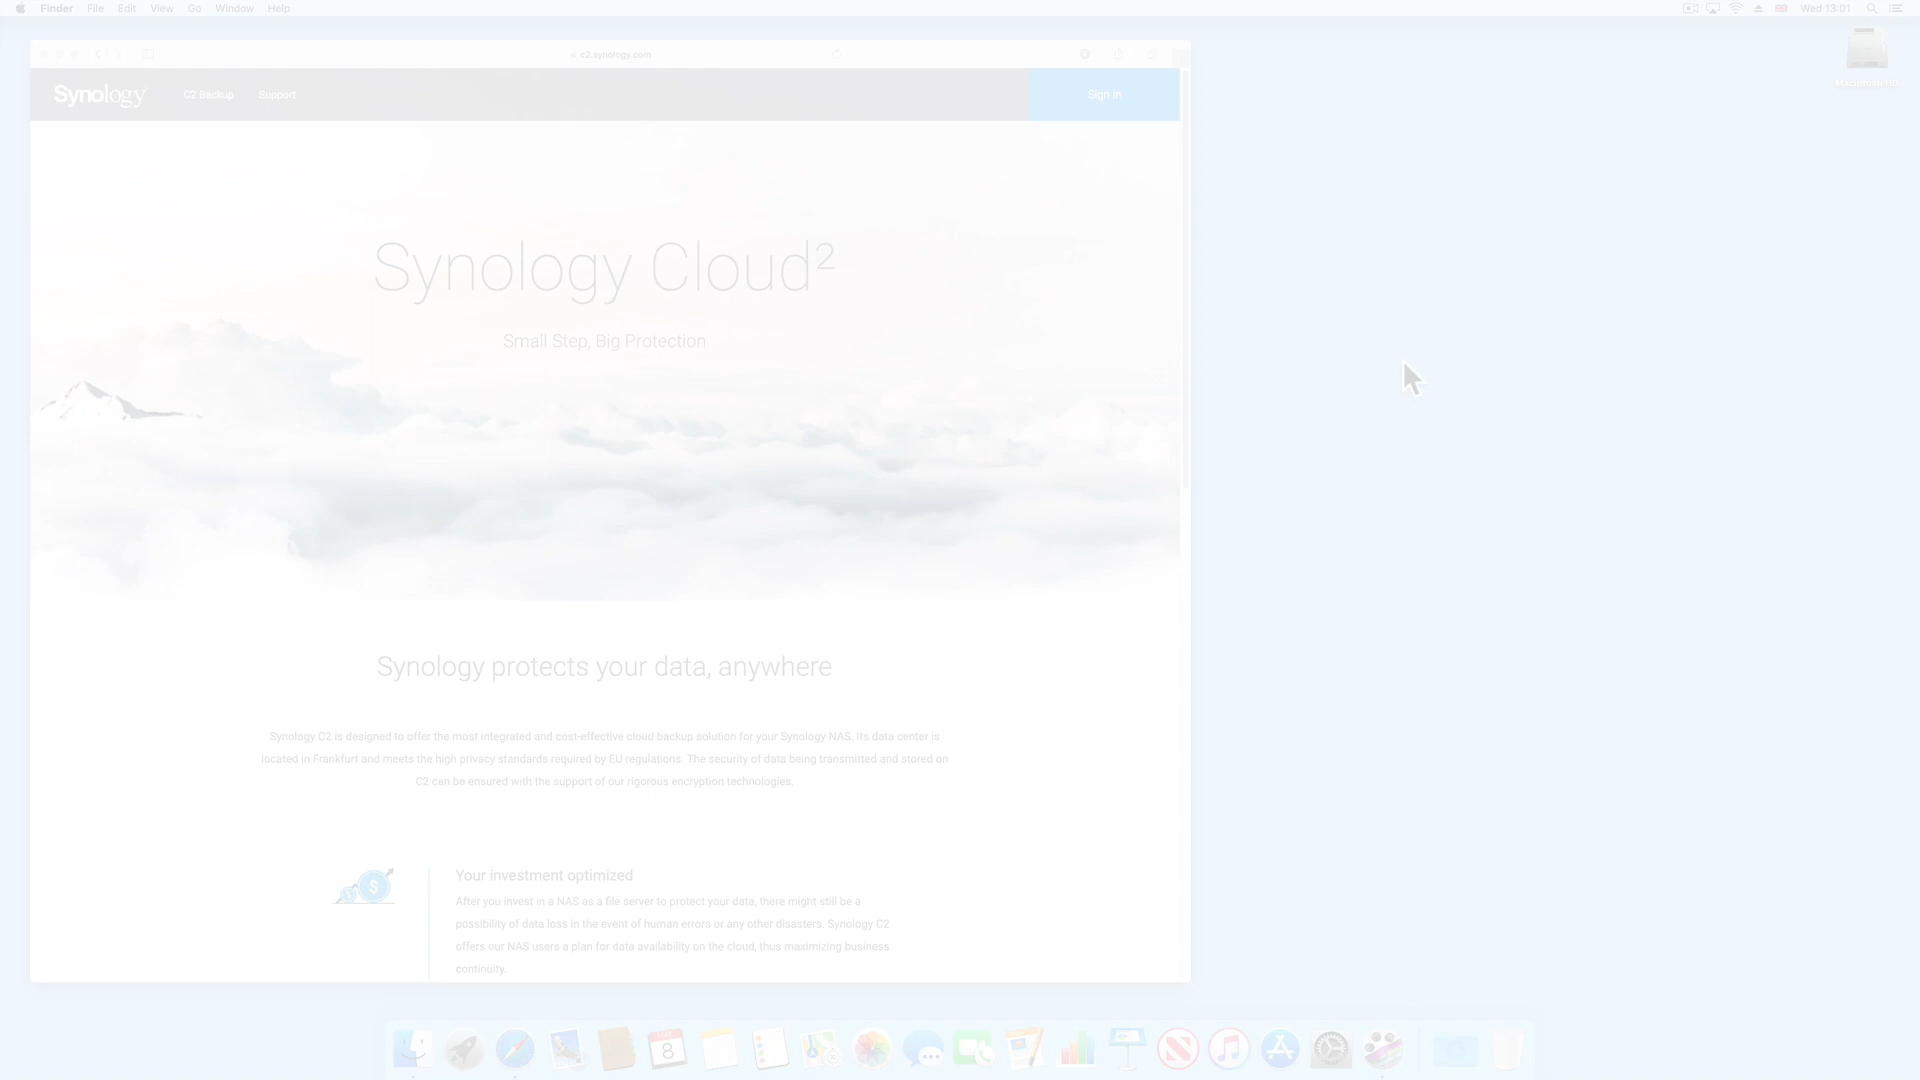 Finder File Edit View Go Window Help
Wed 13:01
c2.synology.com
Macintosh HD
Synology C2 Backup Support Sign in
Synology Cloud²
Small Step, Big Protection
Synology protects your data, anywhere
Synology C2 is designed to offer the most integrated and cost-effective cloud backup solution for your Synology NAS. Its data center is
located in Frankfurt and meets the high privacy standards required by EU regulations. The security of data being transmitted and stored on
C2 can be ensured with the support of our rigorous encryption technologies.
Your investment optimized
After you invest in a NAS as a file server to protect your data, there might still be a
possibility of data loss in the event of human errors or any other disasters. Synology C2
offers our NAS users a plan for data availability on the cloud, thus maximizing business
continuity.
8